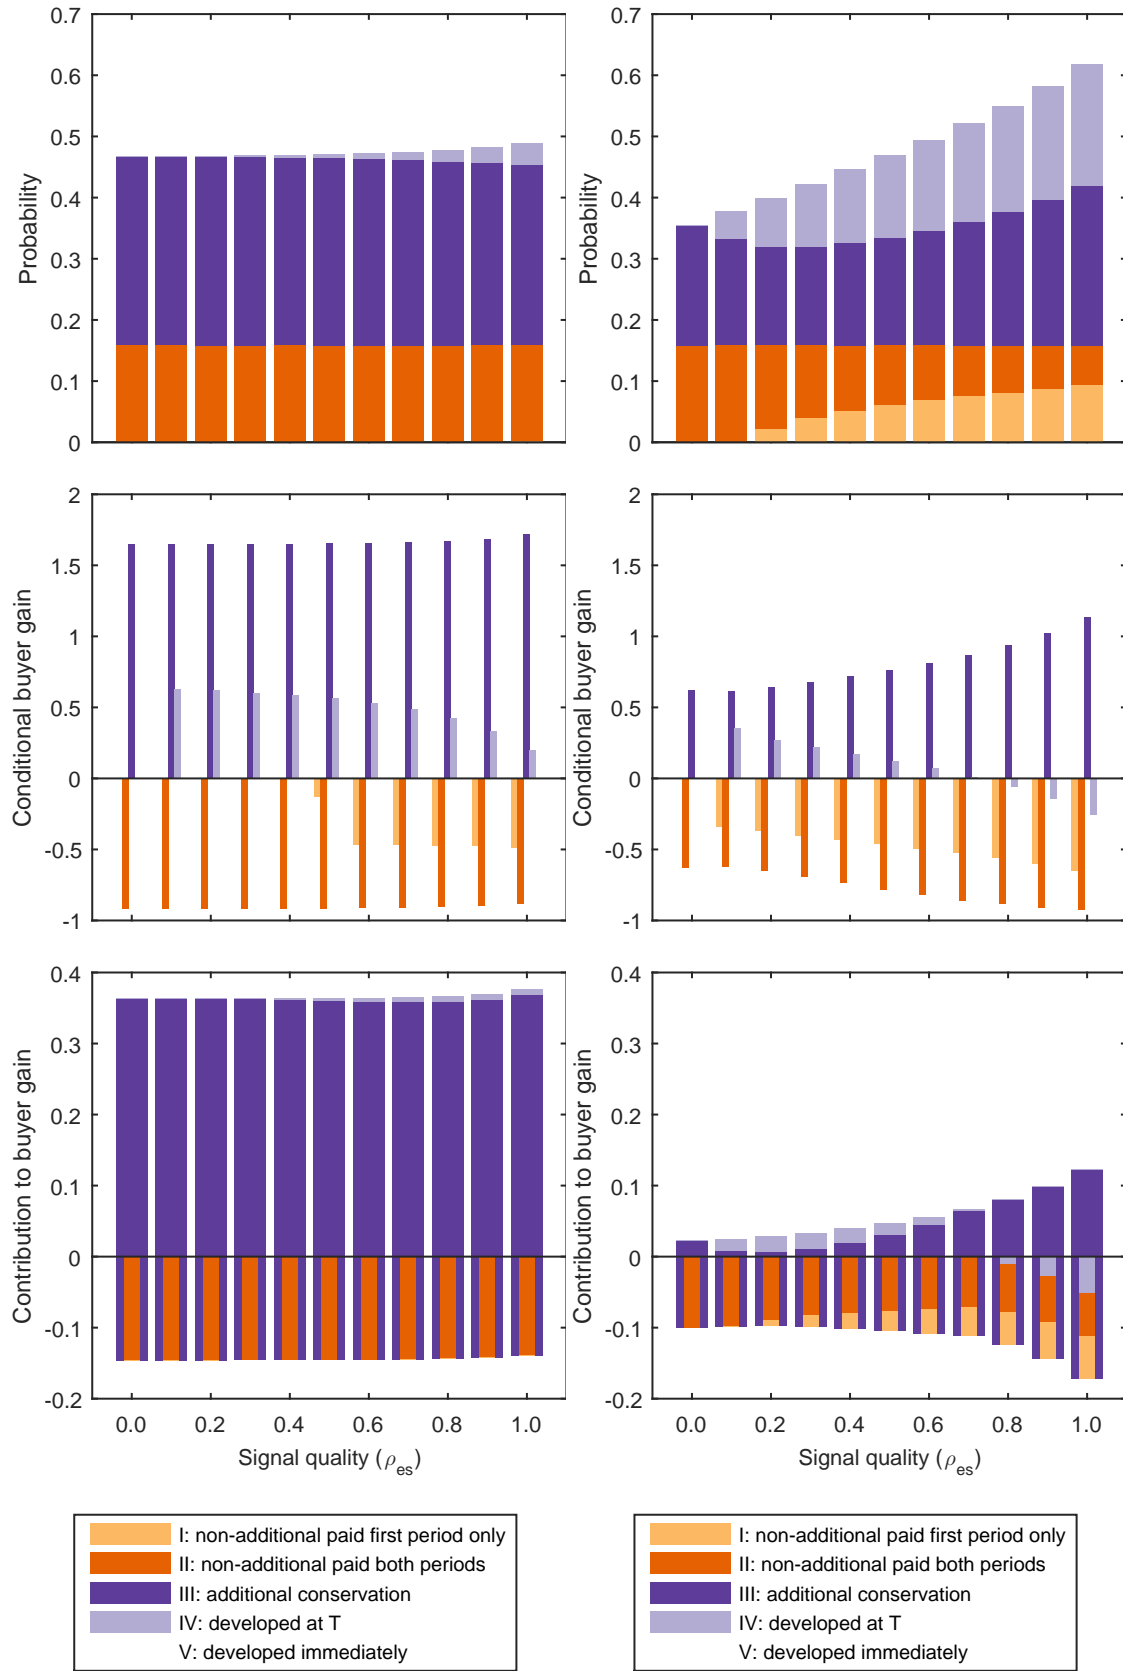 0.7
0.6
0.5
0.4
0.3
0.2
0.1
0
Probability
0.7
0.6
0.5
0.4
0.3
0.2
0.1
0
Probability
2
1.5
1
0.5
0
-0.5
-1
Conditional buyer gain
2
1.5
1
0.5
0
-0.5
-1
Conditional buyer gain
0.4
0.3
0.2
0.1
0
-0.1
-0.2
Contribution to buyer gain
0.0 0.2 0.4 0.6 0.8 1.0
Signal quality (ρes)
0.4
0.3
0.2
0.1
0
-0.1
-0.2
Contribution to buyer gain
0.0 0.2 0.4 0.6 0.8 1.0
Signal quality (ρes)
I: non-additional paid first period only
II: non-additional paid both periods
III: additional conservation
IV: developed at T
V: developed immediately
I: non-additional paid first period only
II: non-additional paid both periods
III: additional conservation
IV: developed at T
V: developed immediately